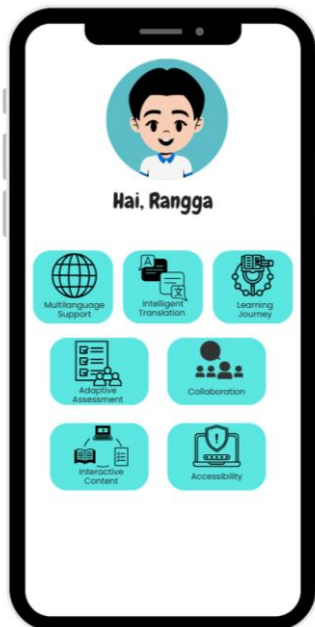 Hai, Rangga
Multilanguage
Support
Intelligent
Translation
Learning
Journey
Adaptive
Assessment
Collaboration
Interactive
Content
Accessibility